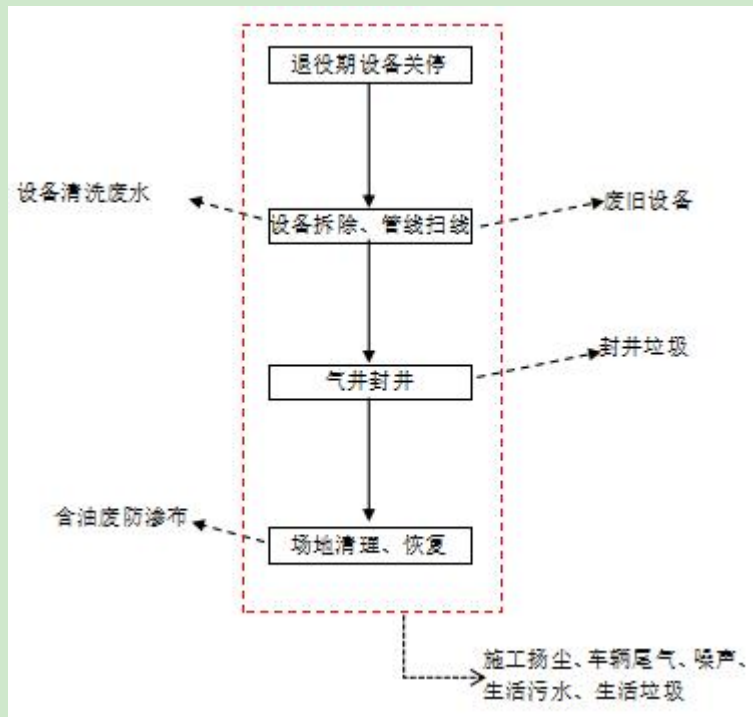 退役期设备关停
设备清洗废水
废旧设备
设备拆除、管线扫线
封井垃圾
气井封井
含油废防渗布
场地清理、恢复
施工扬尘、车辆尾气、噪声、
生活污水、生活垃圾